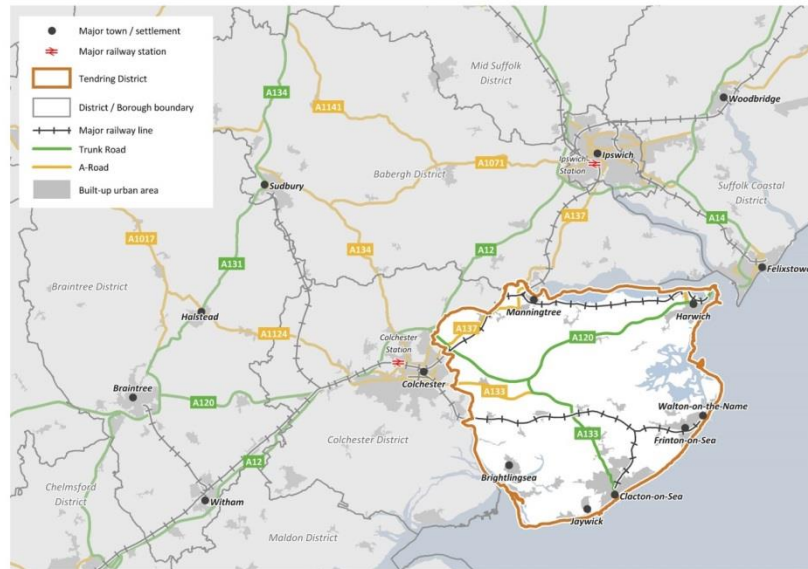 Major town / settlement
Major railway station
Tendring District
District / Borough boundary
Major railway line
Trunk Road
A-Road
Built-up urban area
Mid Suffolk
District
Woodbridge
A134
A1141
Ipswich
Ipswich
Station
A1071
Babergh District
Sudbury
Suffolk Coastal
District
A137
A14
A1017
A134
A12
A131
Felixstowe
Braintree District
Halstead
Manningtree
Harwich
A1124
A137
A120
Colchester
Station
Colchester
Braintree
A120
A133
Walton-on-the-Name
Frinton-on-Sea
A133
Colchester District
A12
Chelmsford
District
Brightlingsea
Clacton-on-Sea
Witham
Jaywick
Maldon District